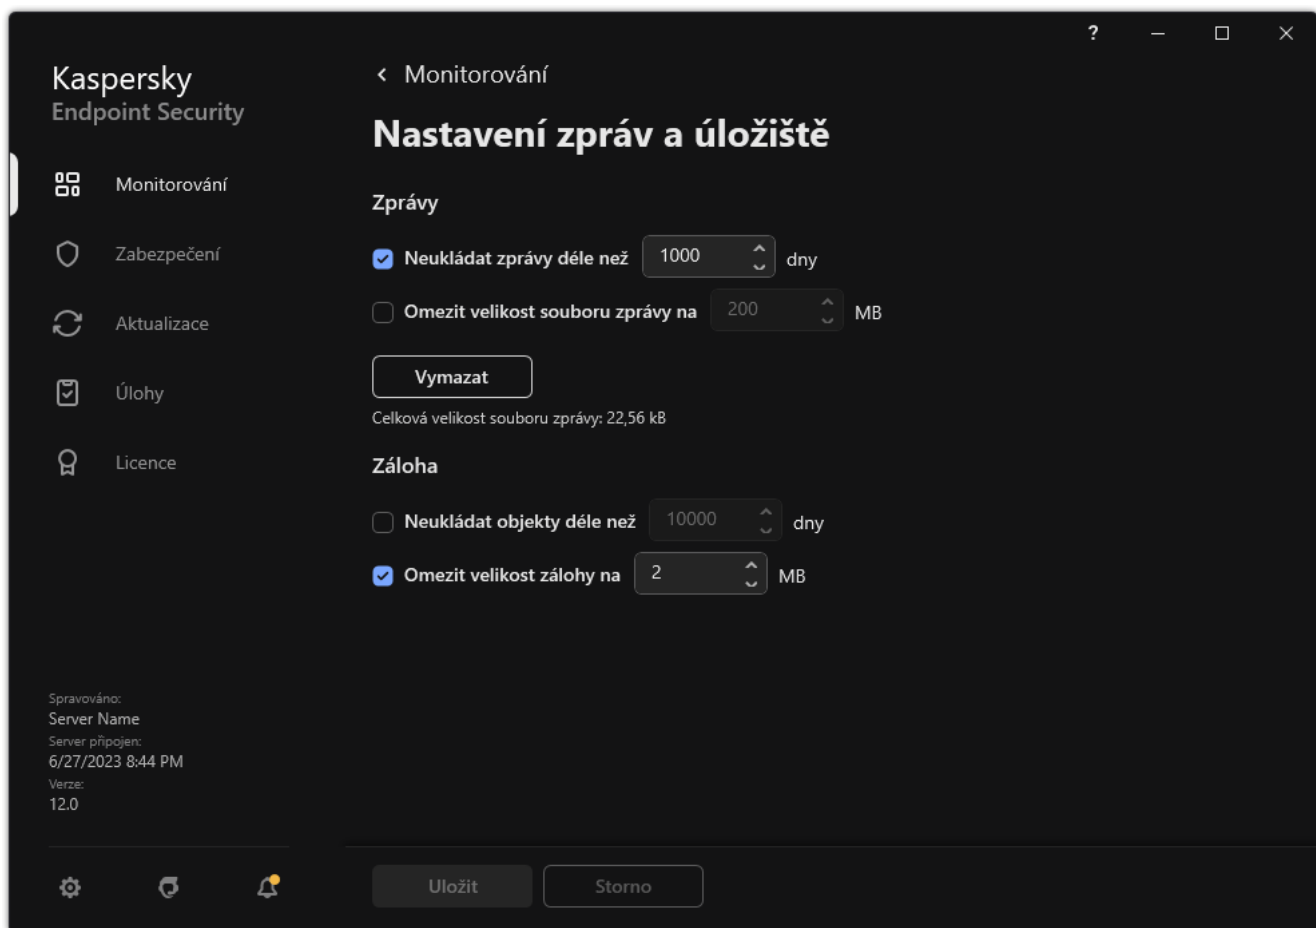 ?
Kaspersky
Endpoint Security
Monitorování
Zabezpečení
Aktualizace
Úlohy
Licence
Spravováno:
Server Name
Server připojen:
6/27/2023 8:44 PM
Verze:
12.0
Monitorování
Nastavení zpráv a úložiště
Zprávy
Neukládat zprávy déle než 1000 dny
Omezit velikost souboru zprávy na 200 MB
Vymazat
Celková velikost souboru zprávy: 22,56 kB
Záloha
Neukládat objekty déle než 10000 dny
Omezit velikost zálohy na 2 MB
Uložit Storno